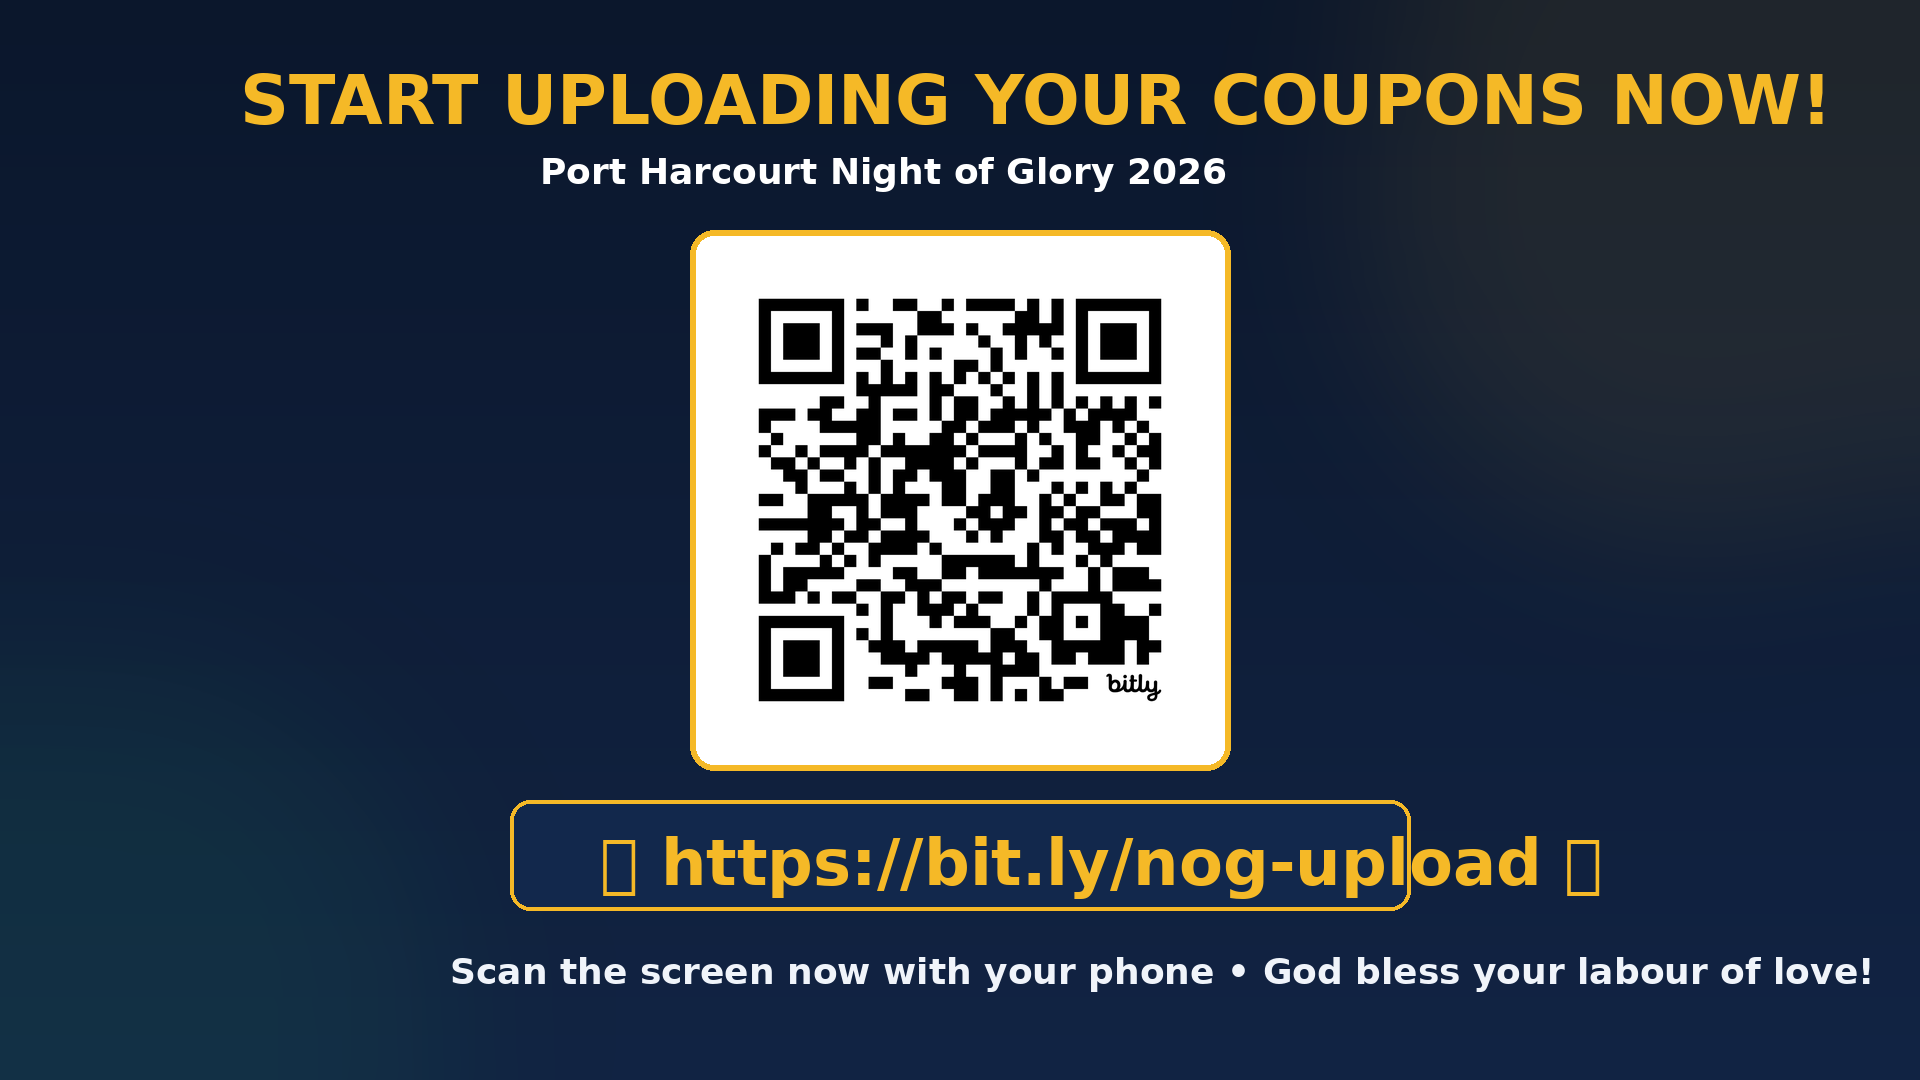 START UPLOADING YOUR COUPONS NOW!
Port Harcourt Night of Glory 2026
bitly
https://bit.ly/nog-upload
Scan the screen now with your phone • God bless your labour of love!